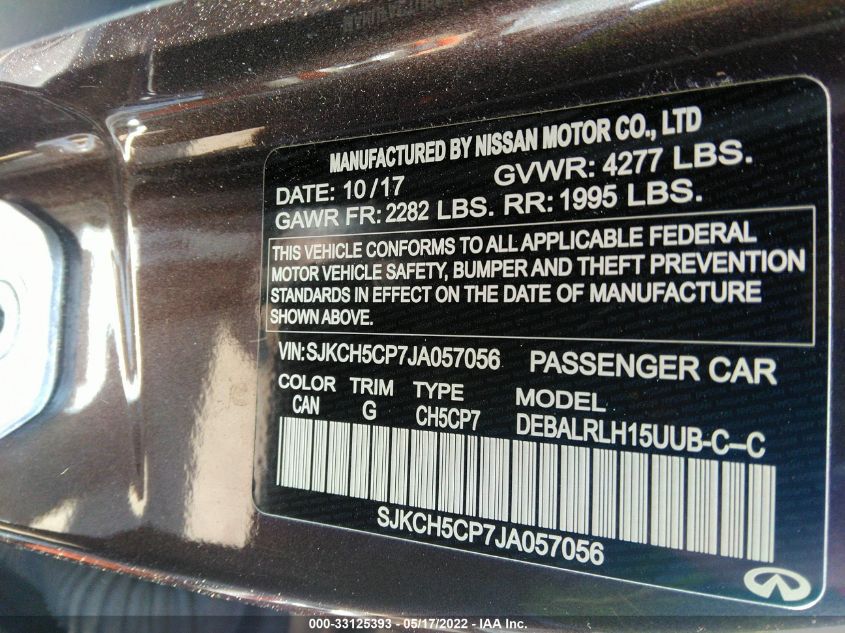 MANUFACTURED BY NISSAN MOTOR CO., LTD
DATE: 10/17 GVWR: 4277 LBS.
GAWR FR: 2282 LBS. RR: 1995 LBS.
THIS VEHICLE CONFORMS TO ALL APPLICABLE FEDERAL
MOTOR VEHICLE SAFETY, BUMPER AND THEFT PREVENTION
STANDARDS IN EFFECT ON THE DATE OF MANUFACTURE
SHOWN ABOVE.
VIN: SJKCH5CP7JA057056 PASSENGER CAR
COLOR TRIM TYPE MODEL
CAN G CH5CP7 DEBALRLH15UUB-C–C
SJKCH5CP7JA057056
000-33125393 - 05/17/2022 - IAA Inc.